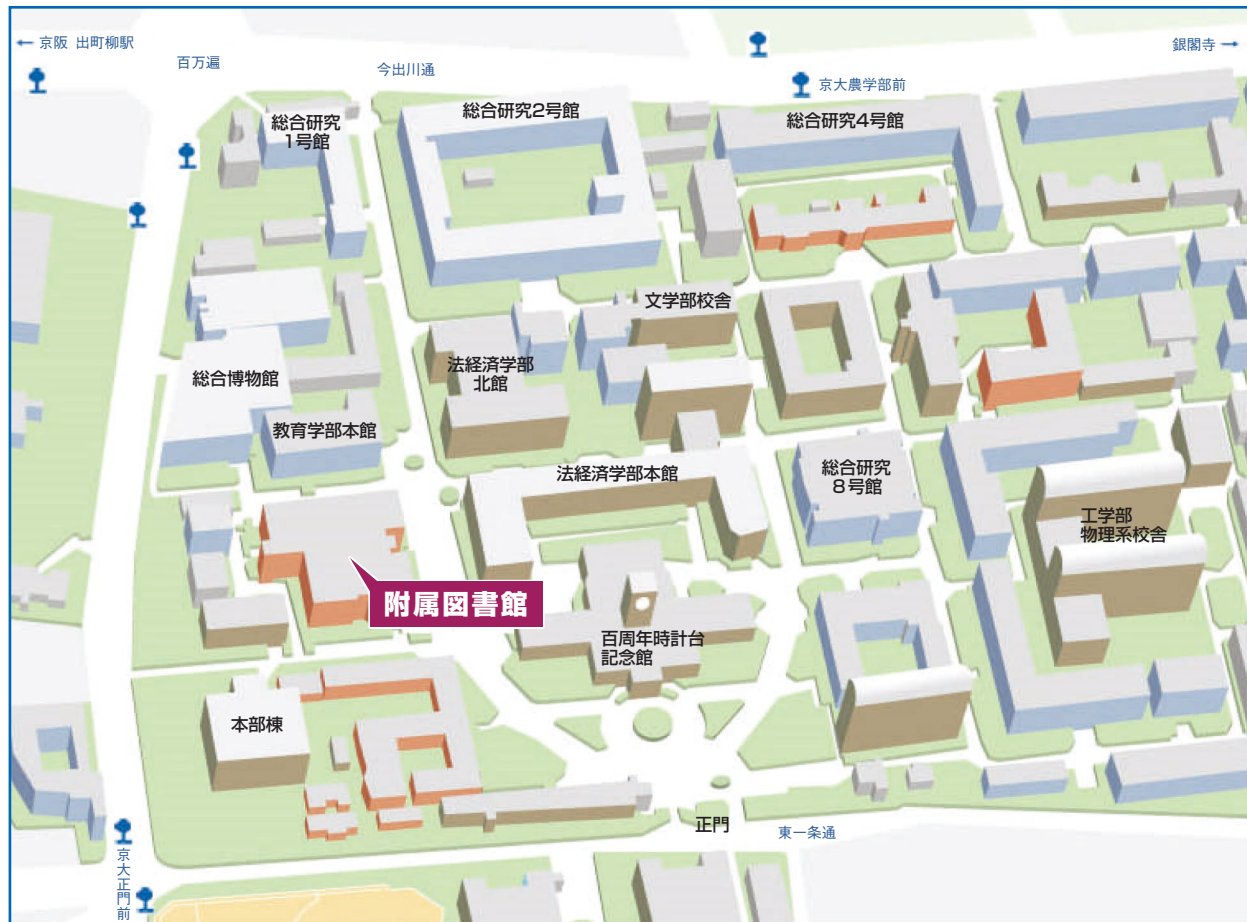 ← 京阪 出町柳駅
百万遍
今出川通
京大農学部前
銀閣寺 →
総合研究
1号館
総合研究2号館
総合研究4号館
文学部校舎
法経済学部
北館
総合博物館
教育学部本館
法経済学部本館
総合研究
8号館
工学部
物理系校舎
附属図書館
百周年時計台
記念館
本部棟
正門
東一条通
京大正門前